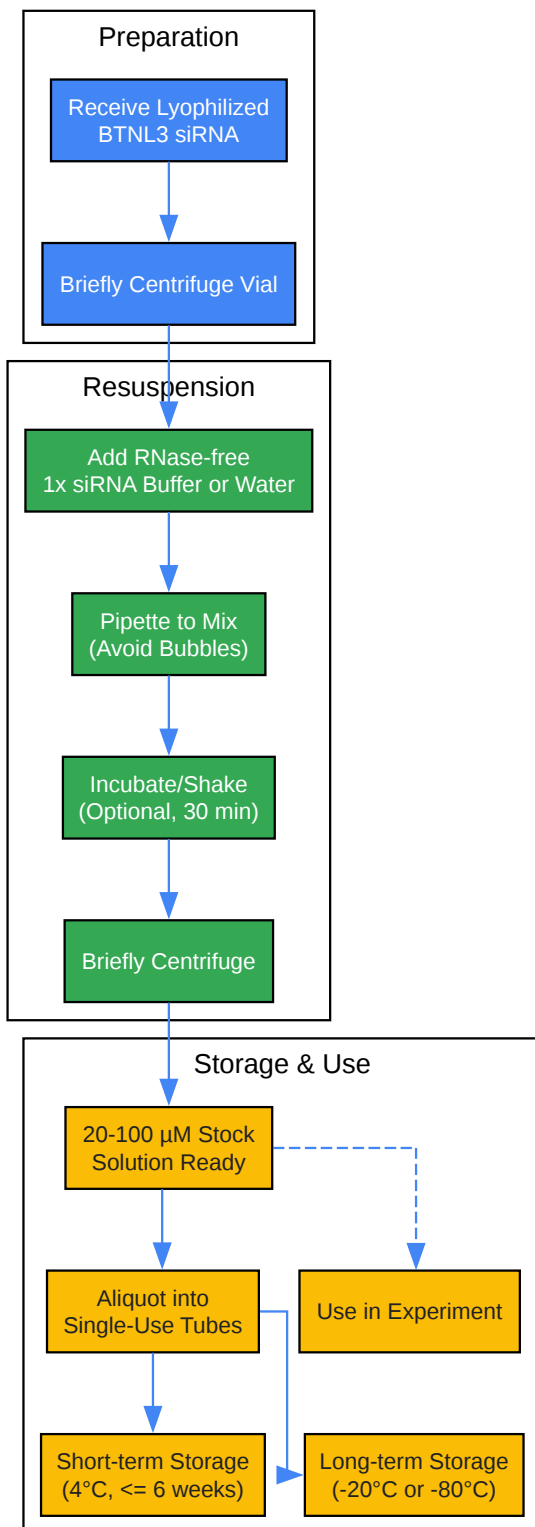 Preparation
Receive Lyophilized
BTNL3 siRNA
Briefly Centrifuge Vial
Resuspension
Add RNase-free
1x siRNA Buffer or Water
Pipette to Mix
(Avoid Bubbles)
Incubate/Shake
(Optional, 30 min)
Briefly Centrifuge
Storage & Use
20-100 µM Stock
Solution Ready
Aliquot into
Single-Use Tubes
Use in Experiment
Short-term Storage
(4°C, <= 6 weeks)
Long-term Storage
(-20°C or -80°C)